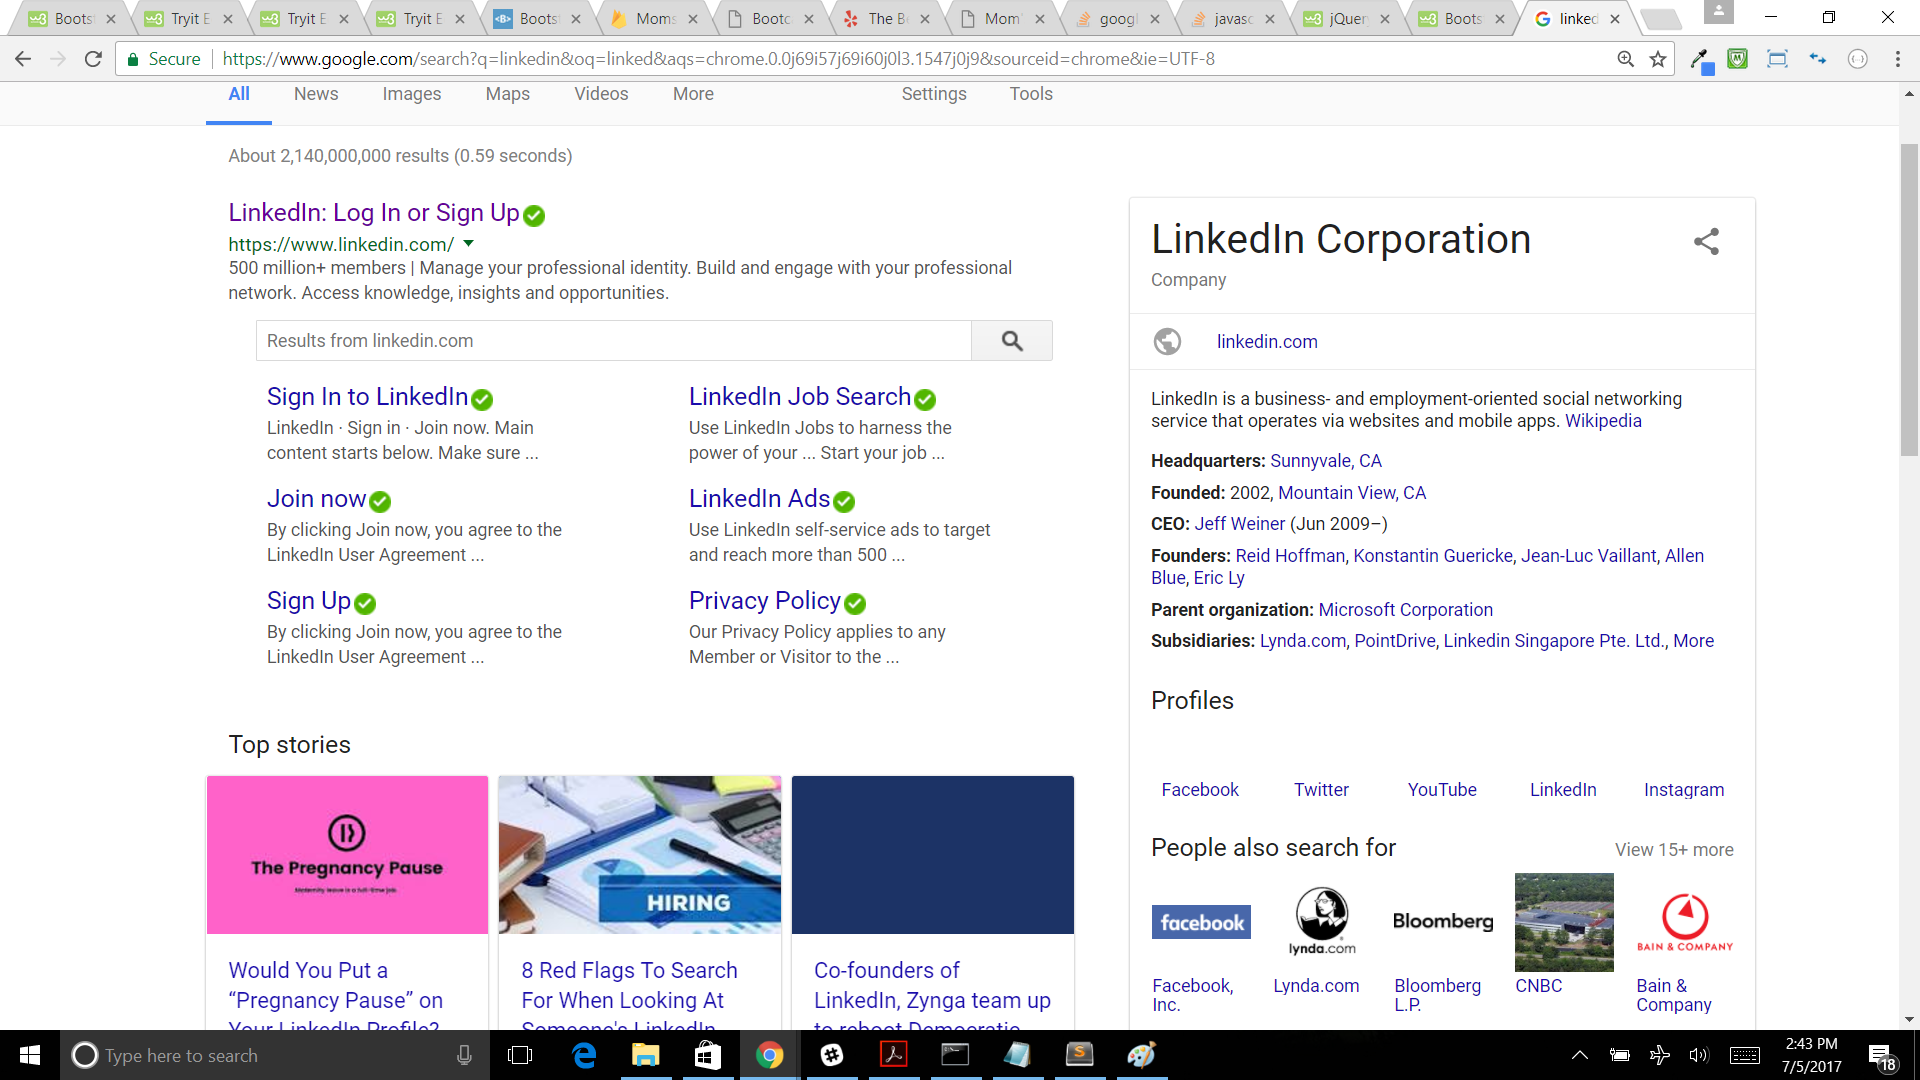 Bootst
Tryit E
Tryit E
Tryit E
Boots
Moms
Bootc
The B
Mom
googl
javasc
jQuer
Boots
linked
Secure
https://www.google.com/search?q=linkedin&oq=linked&aqs=chrome.0.0j69i57j69i60j0l3.1547j0j9&sourceid=chrome&ie=UTF-8
All News Images Maps Videos More Settings Tools
About 2,140,000,000 results (0.59 seconds)
LinkedIn: Log In or Sign Up
https://www.linkedin.com/
500 million+ members | Manage your professional identity. Build and engage with your professional
network. Access knowledge, insights and opportunities.
Results from linkedin.com
Sign In to LinkedIn
LinkedIn · Sign in · Join now. Main
content starts below. Make sure ...
LinkedIn Job Search
Use LinkedIn Jobs to harness the
power of your ... Start your job ...
Join now
By clicking Join now, you agree to the
LinkedIn User Agreement ...
LinkedIn Ads
Use LinkedIn self-service ads to target
and reach more than 500 ...
Sign Up
By clicking Join now, you agree to the
LinkedIn User Agreement ...
Privacy Policy
Our Privacy Policy applies to any
Member or Visitor to the ...
Top stories
The Pregnancy Pause
Maternity leave is a full-time job.
HIRING
Would You Put a
“Pregnancy Pause” on
Your LinkedIn Profile?
8 Red Flags To Search
For When Looking At
Someone's LinkedIn
Co-founders of
LinkedIn, Zynga team up
to reboot Democratic
LinkedIn Corporation
Company
linkedin.com
LinkedIn is a business- and employment-oriented social networking
service that operates via websites and mobile apps. Wikipedia
Headquarters: Sunnyvale, CA
Founded: 2002, Mountain View, CA
CEO: Jeff Weiner (Jun 2009–)
Founders: Reid Hoffman, Konstantin Guericke, Jean-Luc Vaillant, Allen
Blue, Eric Ly
Parent organization: Microsoft Corporation
Subsidiaries: Lynda.com, PointDrive, Linkedin Singapore Pte. Ltd., More
Profiles
Facebook Twitter YouTube LinkedIn Instagram
People also search for
View 15+ more
facebook
lynda.com
Bloomberg
BAIN & COMPANY
Facebook,
Inc.
Lynda.com
Bloomberg
L.P.
CNBC
Bain &
Company
Type here to search
2:43 PM
7/5/2017
18